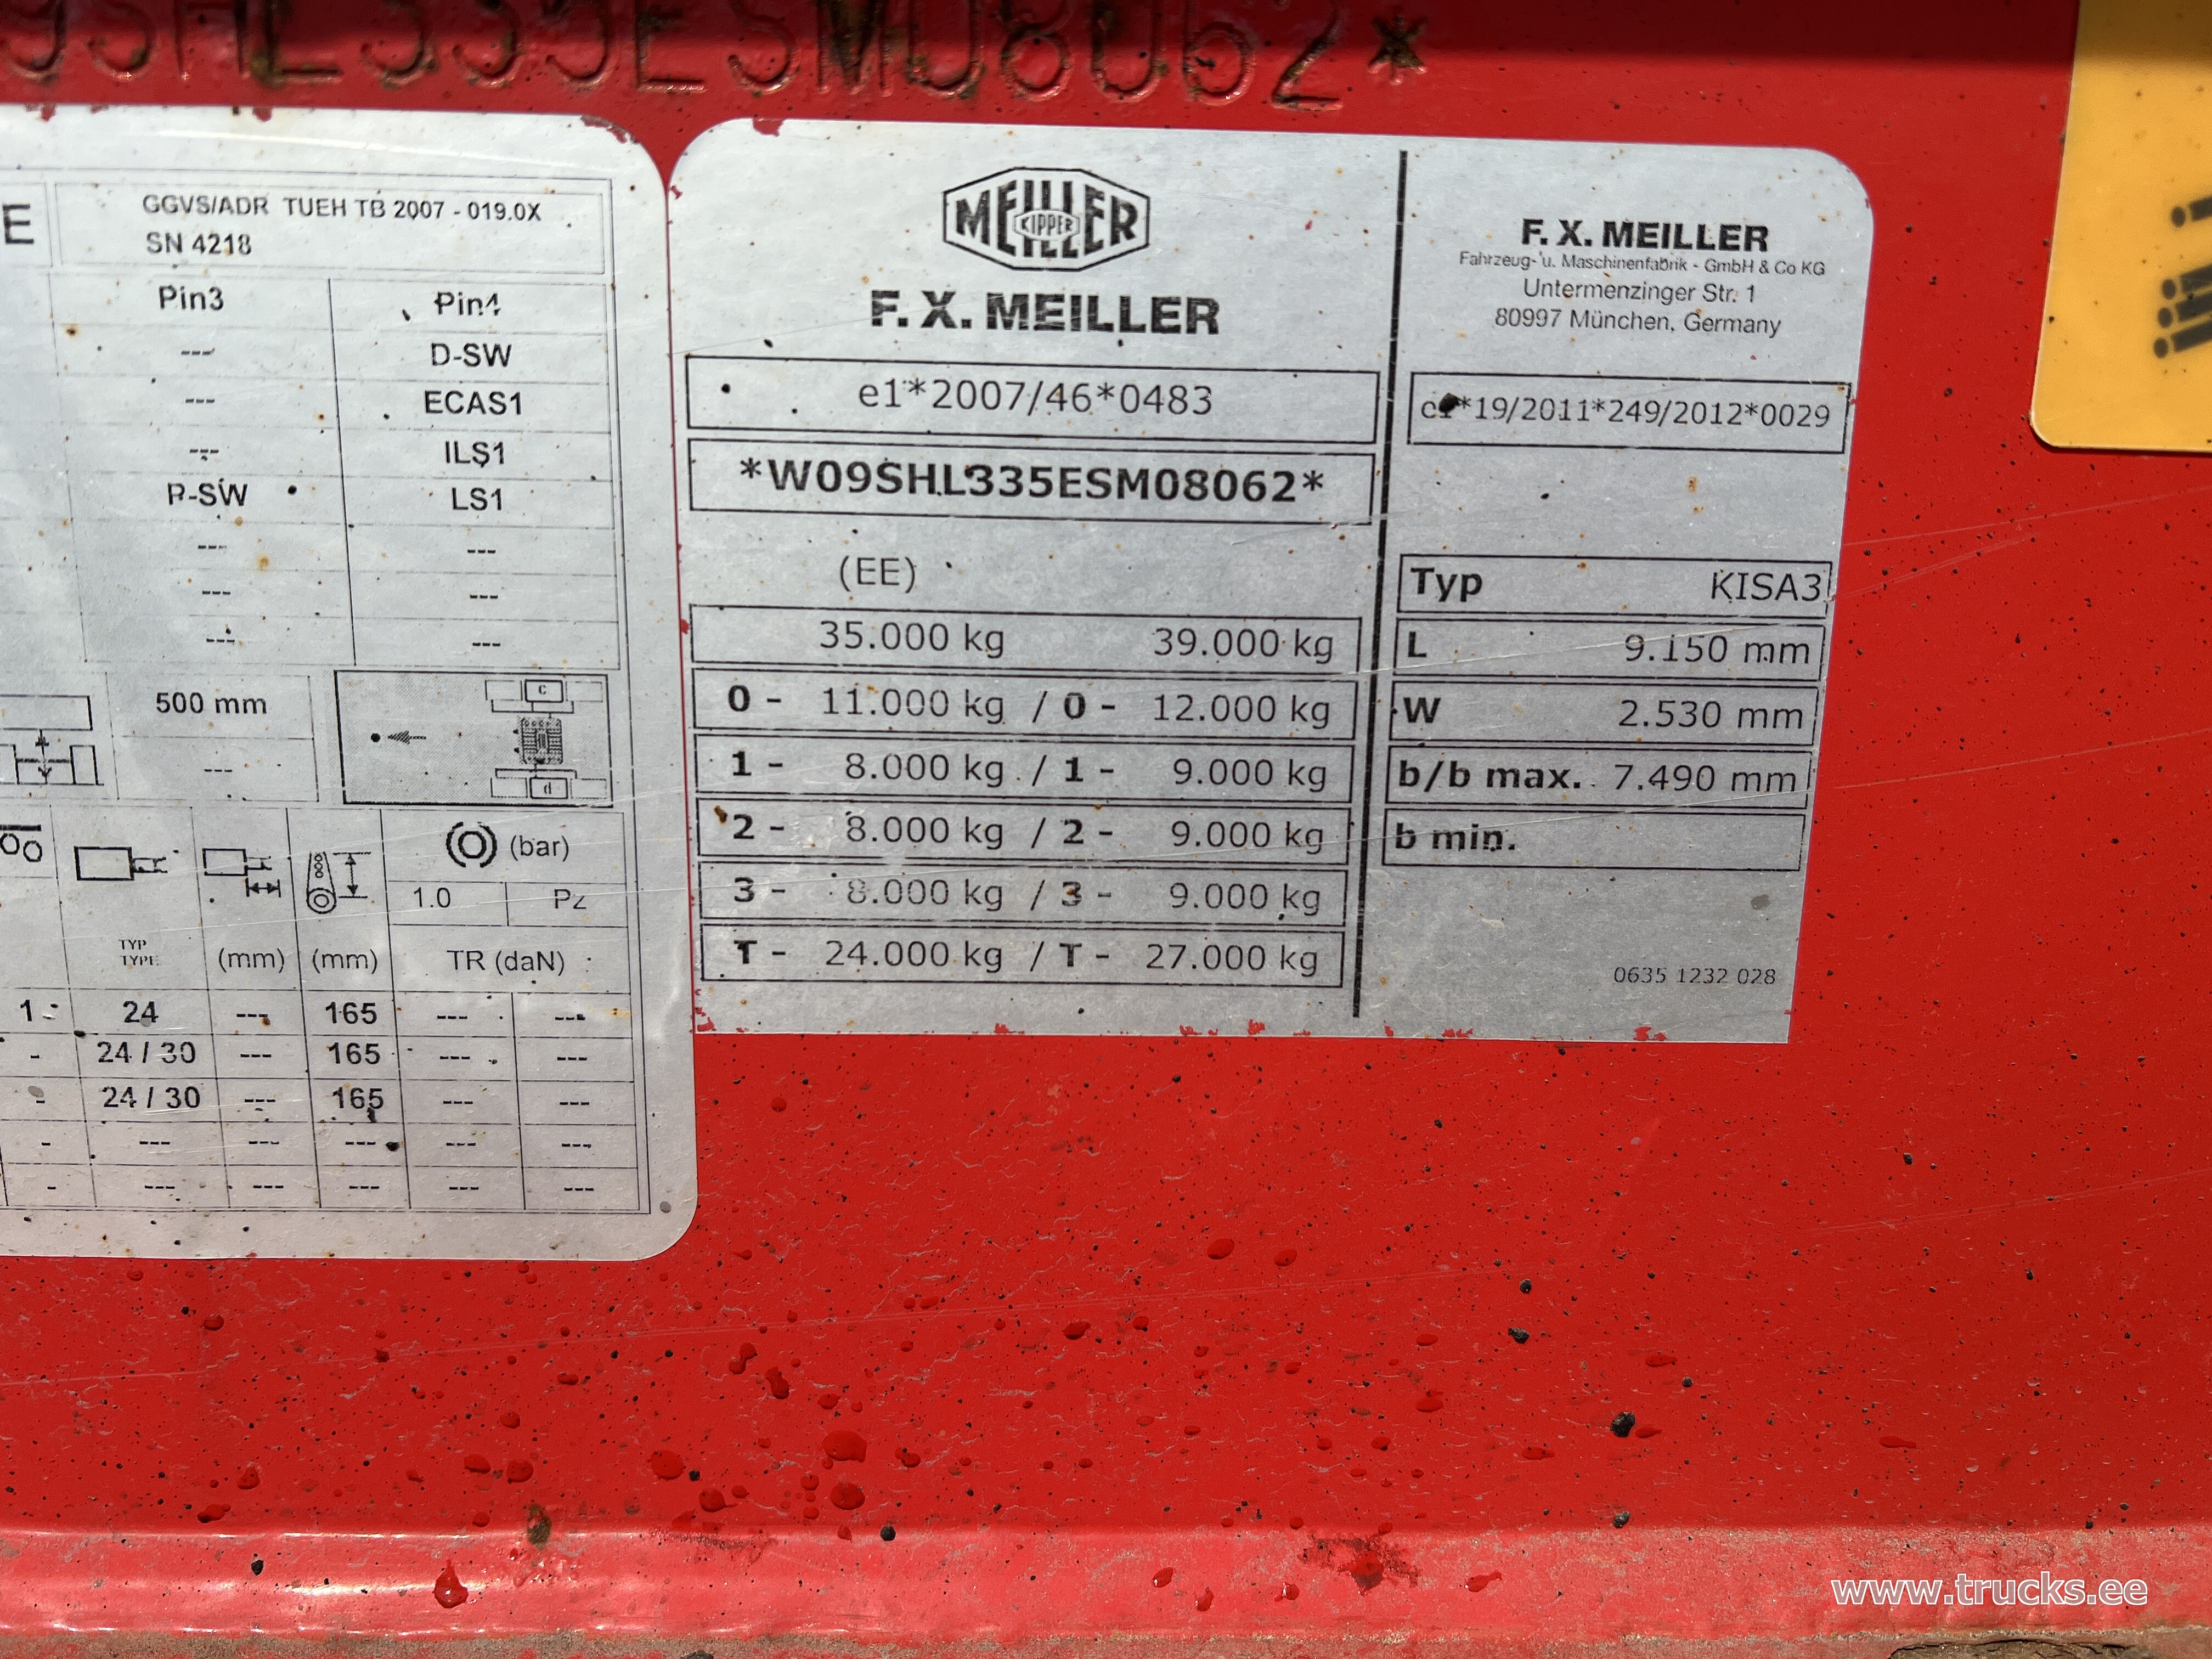 9SHL335ESM08062*
E
GGVS/ADR TUEH TB 2007 - 019.0X
SN 4218
Pin3 Pin4
--- D-SW
--- ECAS1
--- ILS1
R-SW LS1
--- ---
--- ---
--- ---
500 mm
---
C
d
(bar)
1.0 P2
TYP
TYPE
(mm) (mm) TR (daN)
1 - 24 --- 165 --- ---
- 24 / 30 --- 165 --- ---
- 24 / 30 --- 165 --- ---
- --- --- --- --- ---
- --- --- --- --- ---
MEILLER
KIPPER
F. X. MEILLER
e1*2007/46*0483
*W09SHL335ESM08062*
(EE)
35.000 kg 39.000 kg
0 - 11.000 kg / 0 - 12.000 kg
1 - 8.000 kg / 1 - 9.000 kg
2 - 8.000 kg / 2 - 9.000 kg
3 - 8.000 kg / 3 - 9.000 kg
T - 24.000 kg / T - 27.000 kg
F. X. MEILLER
Fahrzeug- u. Maschinenfabrik - GmbH & Co KG
Untermenzinger Str. 1
80997 München, Germany
e1*19/2011*249/2012*0029
Typ KISA3
L 9.150 mm
W 2.530 mm
b/b max. 7.490 mm
b min.
0635 1232 028
www.trucks.ee